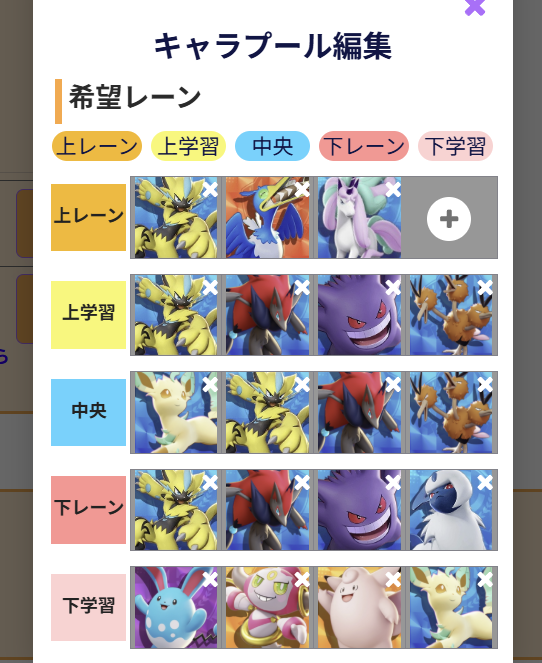 キャラプール編集
希望レーン
上レーン 上学習 中央 下レーン 下学習
上レーン
上学習
中央
ら
下レーン
下学習